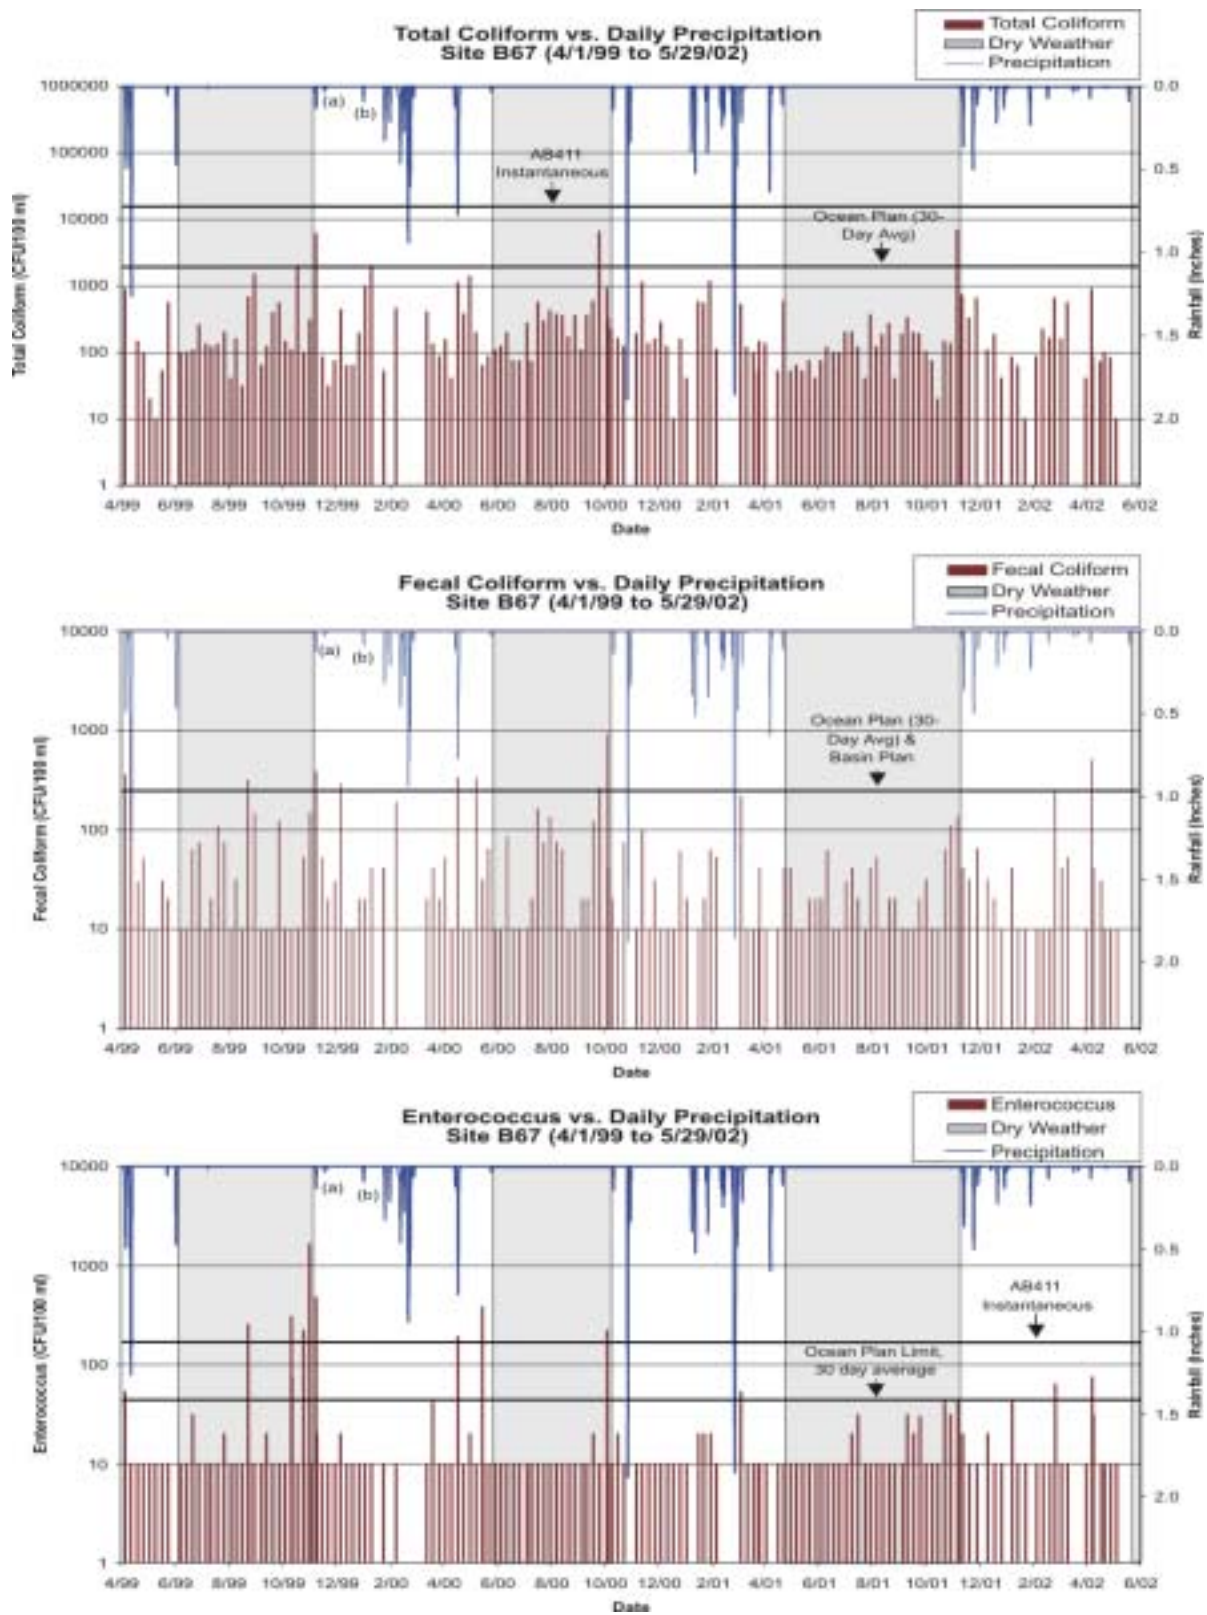 Total Coliform vs. Daily Precipitation
Site B67 (4/1/99 to 5/29/02)
Total Coliform
Dry Weather
Precipitation
1000000
100000
10000
1000
100
10
1
Total Coliform (CFU/100 ml)
(a)
(b)
AB411
Instantaneous
Ocean Plan (30-
Day Avg)
0.0
0.5
1.0
1.5
2.0
Rainfall (Inches)
4/99 6/99 8/99 10/99 12/99 2/00 4/00 6/00 8/00 10/00 12/00 2/01 4/01 6/01 8/01 10/01 12/01 2/02 4/02 6/02
Date
Fecal Coliform vs. Daily Precipitation
Site B67 (4/1/99 to 5/29/02)
Fecal Coliform
Dry Weather
Precipitation
10000
1000
100
10
1
Fecal Coliform (CFU/100 ml)
(a)
(b)
Ocean Plan (30-
Day Avg) &
Basin Plan
0.0
0.5
1.0
1.5
2.0
Rainfall (Inches)
4/99 6/99 8/99 10/99 12/99 2/00 4/00 6/00 8/00 10/00 12/00 2/01 4/01 6/01 8/01 10/01 12/01 2/02 4/02 6/02
Date
Enterococcus vs. Daily Precipitation
Site B67 (4/1/99 to 5/29/02)
Enterococcus
Dry Weather
Precipitation
10000
1000
100
10
1
Enterococcus (CFU/100 ml)
(a)
(b)
AB411
Instantaneous
Ocean Plan Limit,
30 day average
0.0
0.5
1.0
1.5
2.0
Rainfall (Inches)
4/99 6/99 8/99 10/99 12/99 2/00 4/00 6/00 8/00 10/00 12/00 2/01 4/01 6/01 8/01 10/01 12/01 2/02 4/02 6/02
Date